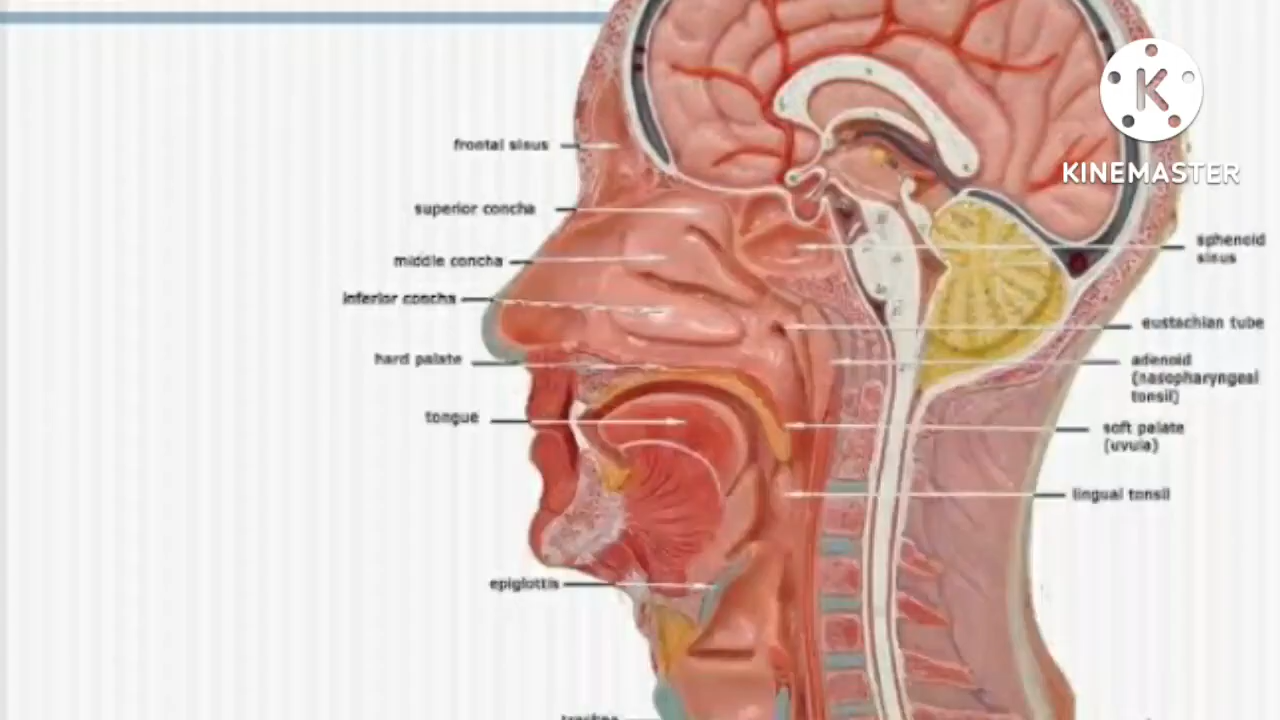 frontal sinus
superior concha
middle concha
inferior concha
hard palate
tongue
epiglottis
K
KINEMASTER
sphenoid
sinus
eustachian tube
adenoid
(nasopharyngeal
tonsil)
soft palate
(uvula)
lingual tonsil